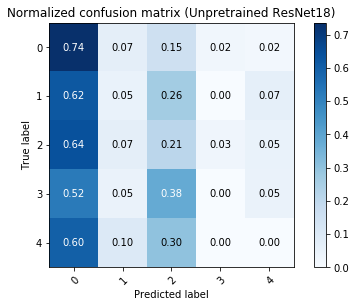 Normalized confusion matrix (Unpretrained ResNet18)
0.7
0 0.74 0.07 0.15 0.02 0.02
0.6
1 0.62 0.05 0.26 0.00 0.07
0.5
0.4
True label
2 0.64 0.07 0.21 0.03 0.05
0.3
3 0.52 0.05 0.38 0.00 0.05
0.2
0.1
4 0.60 0.10 0.30 0.00 0.00
0.0
0 1 2 3 4
Predicted label